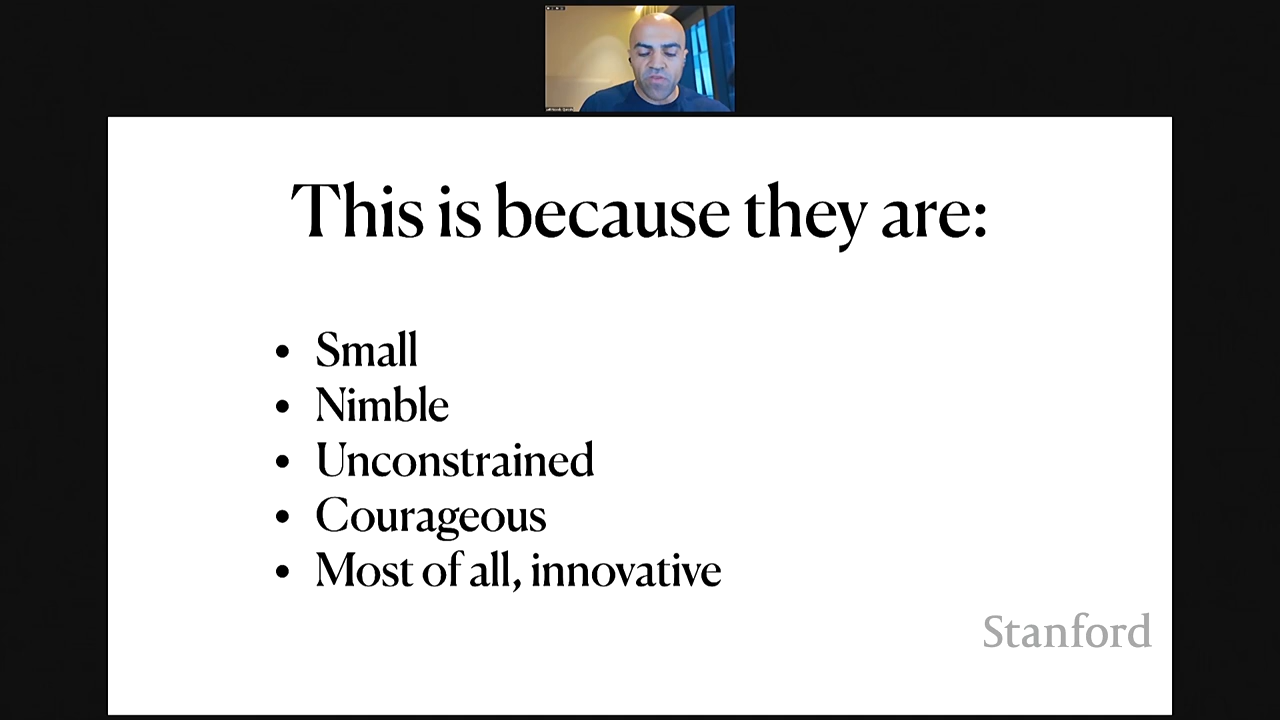 This is because they are:
• Small
• Nimble
• Unconstrained
• Courageous
• Most of all, innovative
Stanford